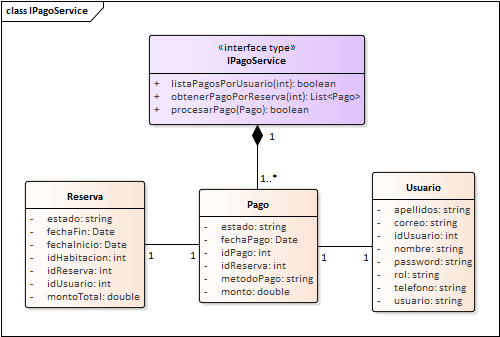 class IPagoService
«interface type»
IPagoService
+ listaPagosPorUsuario(int): boolean
+ obtenerPagoPorReserva(int): List<Pago>
+ procesarPago(Pago): boolean
1
1..*
Reserva
- estado: string
- fechaFin: Date
- fechaInicio: Date
- idHabitacion: int
- idReserva: int
- idUsuario: int
- montoTotal: double
1
1
Pago
- estado: string
- fechaPago: Date
- idPago: int
- idReserva: int
- metodoPago: string
- monto: double
1
1
Usuario
- apellidos: string
- correo: string
- idUsuario: int
- nombre: string
- password: string
- rol: string
- telefono: string
- usuario: string